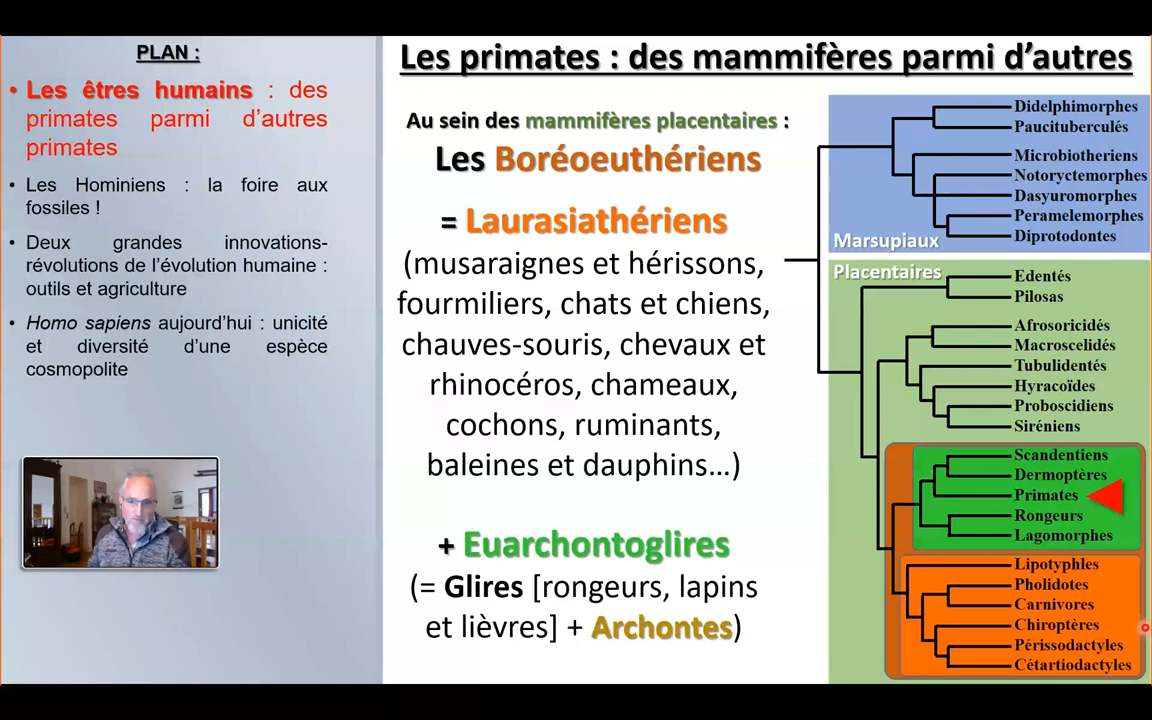 PLAN :
• Les êtres humains : des
primates parmi d’autres
primates
• Les Hominiens : la foire aux
fossiles !
• Deux grandes innovations-
révolutions de l’évolution humaine :
outils et agriculture
• Homo sapiens aujourd’hui : unicité
et diversité d’une espèce
cosmopolite
Les primates : des mammifères parmi d’autres
Au sein des mammifères placentaires :
Les Boréoeuthériens
= Laurasiathériens
(musaraignes et hérissons,
fourmiliers, chats et chiens,
chauves-souris, chevaux et
rhinocéros, chameaux,
cochons, ruminants,
baleines et dauphins…)
+ Euarchontoglires
(= Glires [rongeurs, lapins
et lièvres] + Archontes)
Didelphimorphes
Paucituberculés
Microbiotheriens
Notoryctemorphes
Dasyuromorphes
Peramelemorphes
Diprotodontes
Marsupiaux
Placentaires
Edentés
Pilosas
Afrosoricidés
Macroscelidés
Tubulidentés
Hyracoïdes
Proboscidiens
Siréniens
Scandentiens
Dermoptères
Primates
Rongeurs
Lagomorphes
Lipotyphles
Pholidotes
Carnivores
Chiroptères
Périssodactyles
Cétartiodactyles